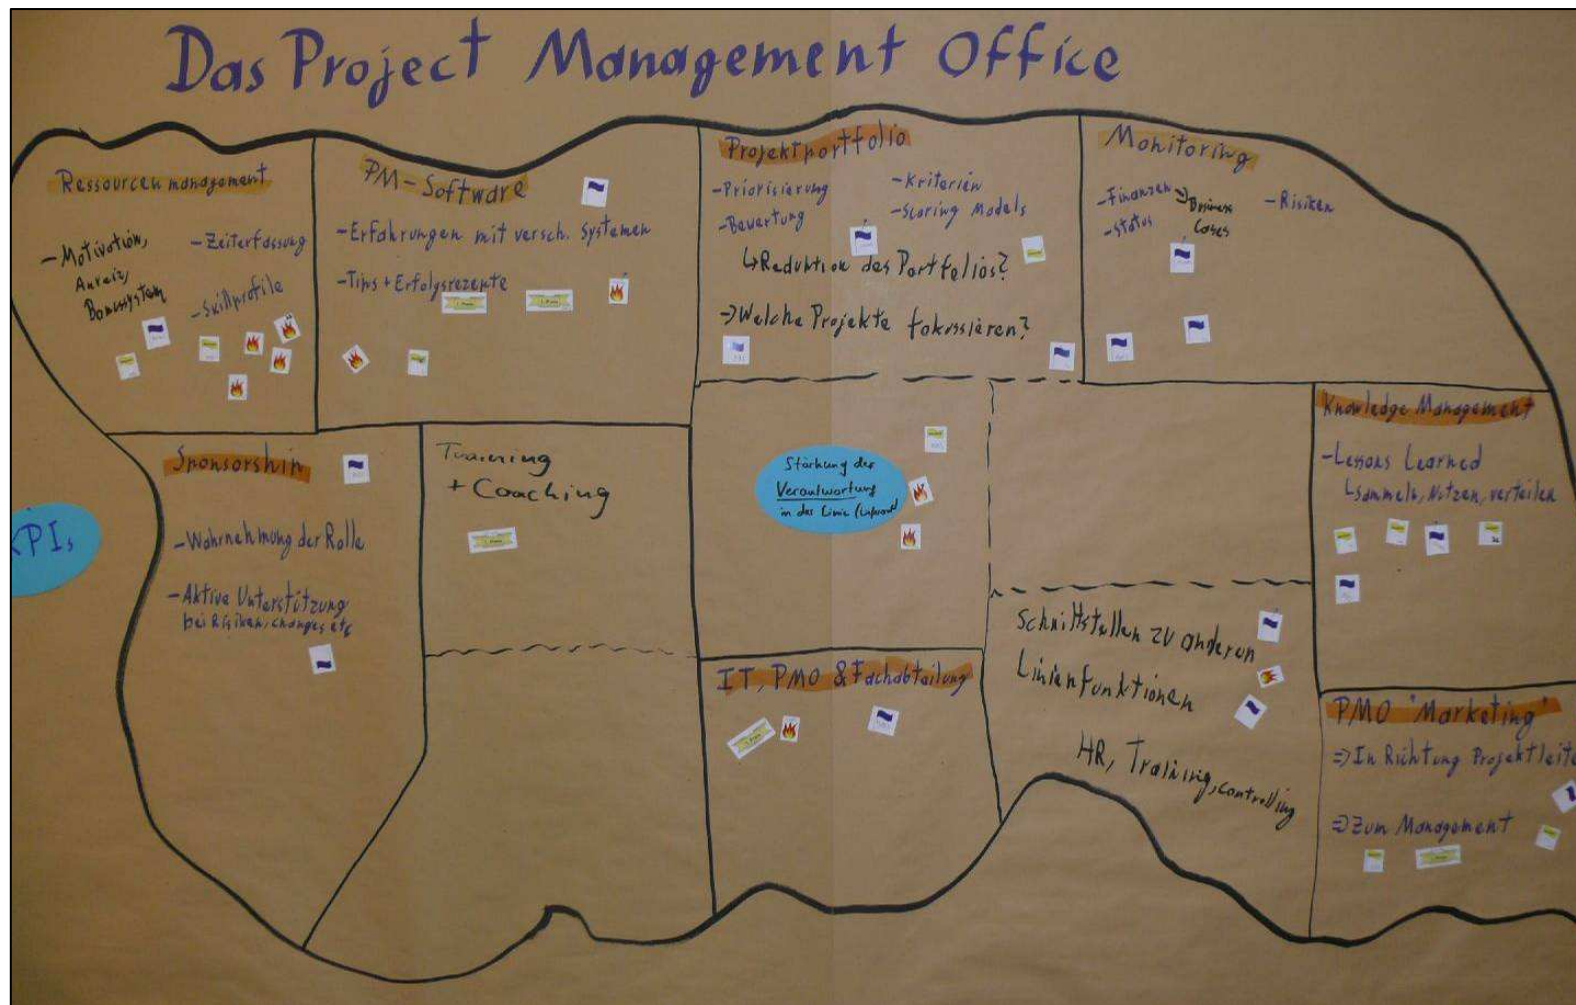 Das Project Management Office
Ressourcenmanagement
- Motivation,
Anreiz,
Bonussystem
- Zeiterfassung
- Skillprofile
PM-Software
- Erfahrungen mit versch. Systemen
- Tips + Erfolgsrezepte
Projektportfolio
- Priorisierung
- Bewertung
- Kriterien
- Scoring Models
↳ Reduktion des Portfolios?
⇒ Welche Projekte fokussieren?
Monitoring
- Finanzen ⇒ Business
Cases
- Status
- Risiken
KPIs
Sponsorship
- Wahrnehmung der Rolle
- Aktive Unterstützung
bei Risiken, changes etc
Training
+ Coaching
Stärkung der
Verantwortung
in der Linie
IT, PMO & Fachabteilung
Schnittstellen zu anderen
Linienfunktionen
HR, Training, Controlling
Knowledge Management
- Lessons Learned
↳ sammeln, nutzen, verteilen
PMO "Marketing"
⇒ In Richtung Projektleite
⇒ Zum Management